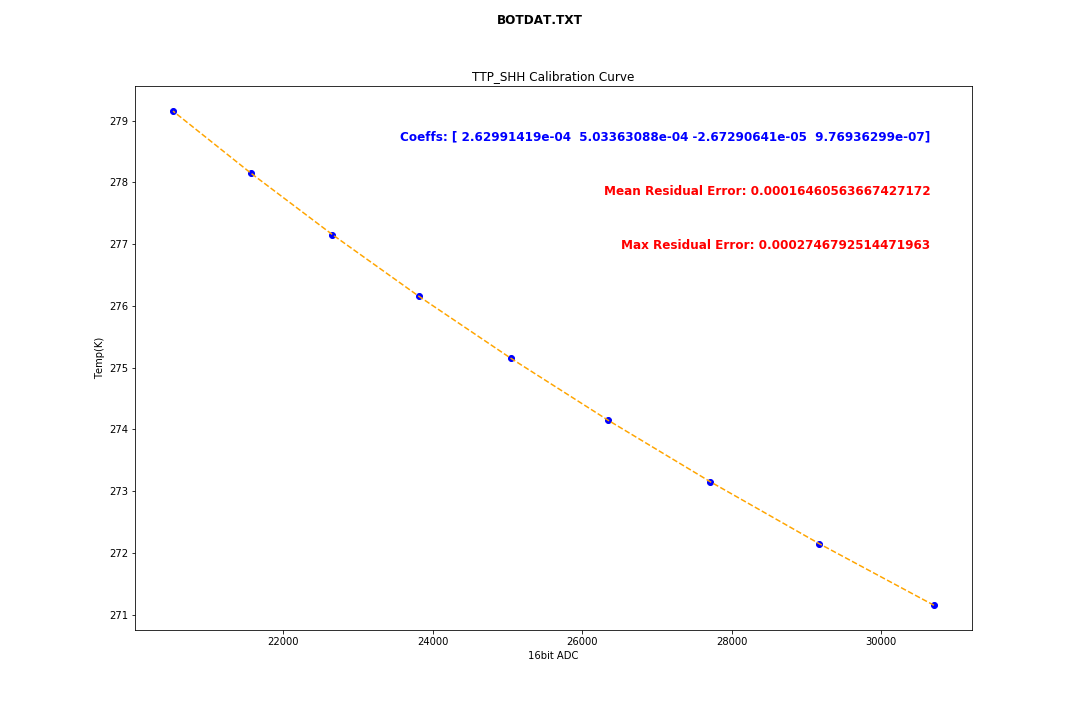 BOTDAT.TXT
TTP_SHH Calibration Curve
Coeffs: [ 2.62991419e-04 5.03363088e-04 -2.67290641e-05 9.76936299e-07]
Mean Residual Error: 0.00016460563667427172
Max Residual Error: 0.0002746792514471963
Temp(K)
279
278
277
276
275
274
273
272
271
22000 24000 26000 28000 30000
16bit ADC